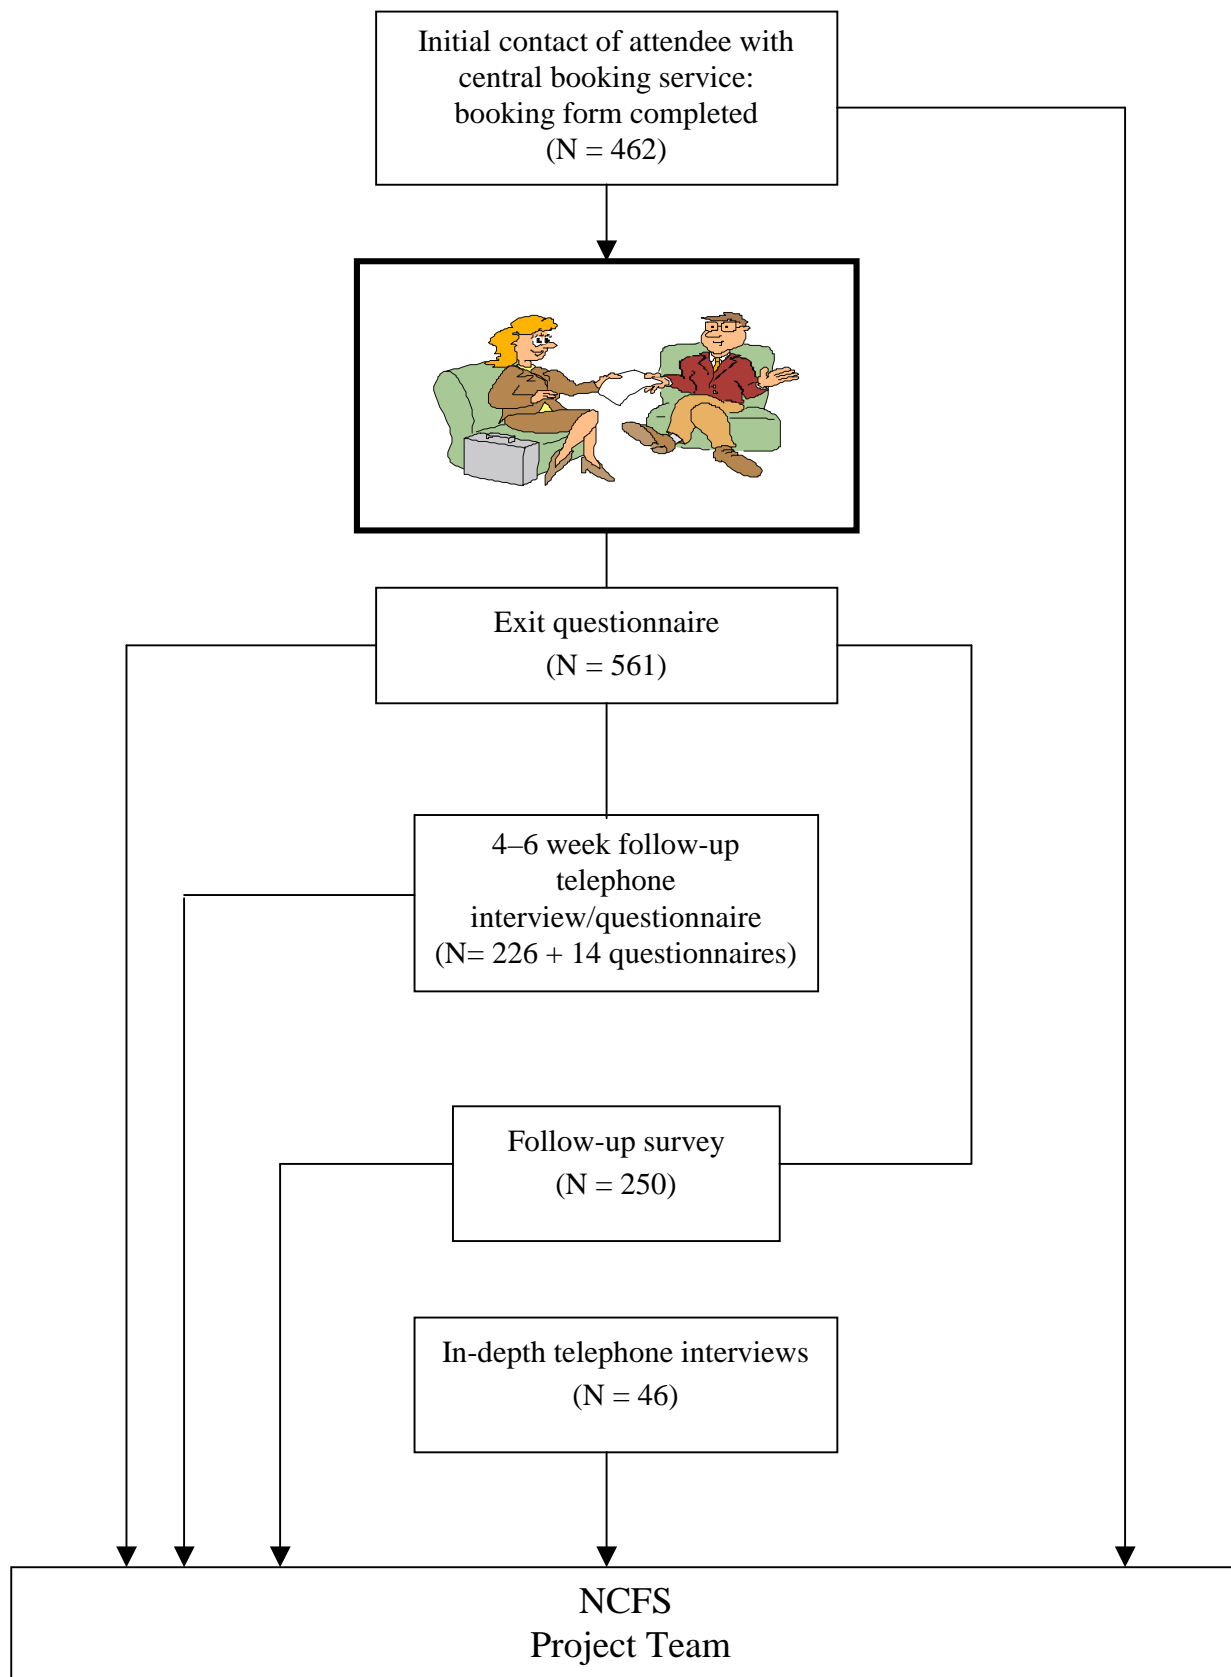 Initial contact of attendee with
central booking service:
booking form completed
(N = 462)
Exit questionnaire
(N = 561)
4–6 week follow-up
telephone
interview/questionnaire
(N= 226 + 14 questionnaires)
Follow-up survey
(N = 250)
In-depth telephone interviews
(N = 46)
NCFS
Project Team